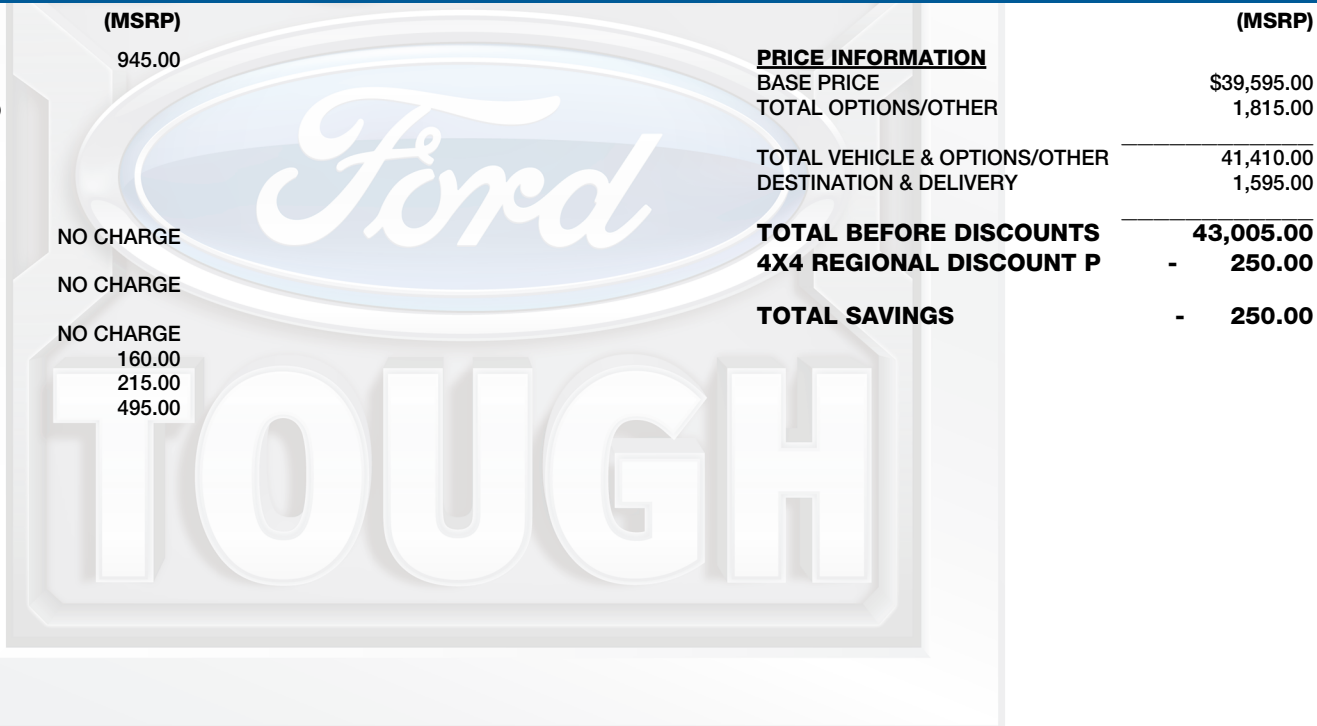 (MSRP)
945.00
NO CHARGE
NO CHARGE
NO CHARGE
160.00
215.00
495.00
Ford
TOUGH
(MSRP)
PRICE INFORMATION
BASE PRICE $39,595.00
TOTAL OPTIONS/OTHER 1,815.00
TOTAL VEHICLE & OPTIONS/OTHER 41,410.00
DESTINATION & DELIVERY 1,595.00
TOTAL BEFORE DISCOUNTS 43,005.00
4X4 REGIONAL DISCOUNT P - 250.00
TOTAL SAVINGS - 250.00